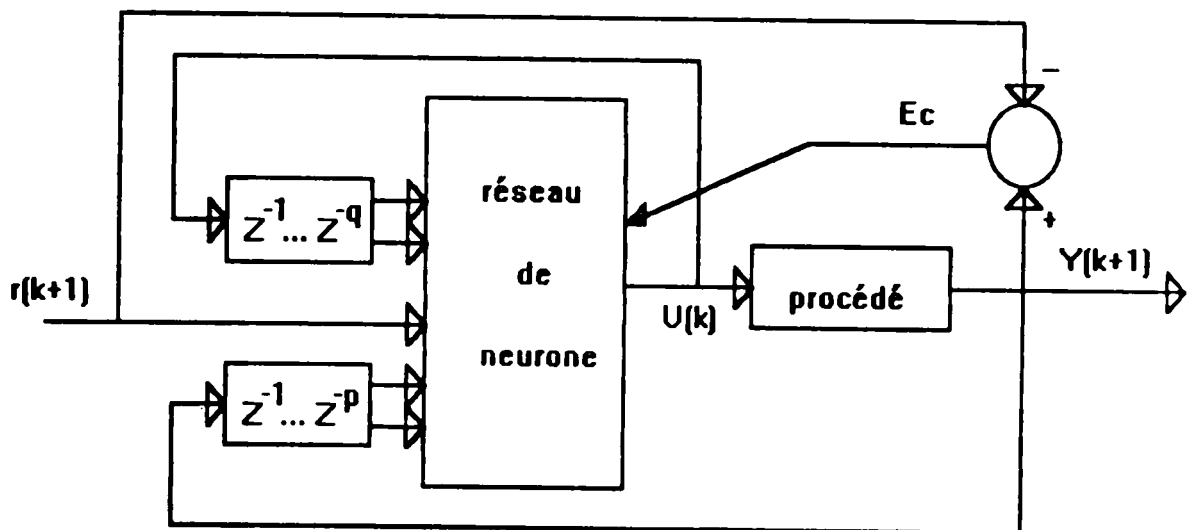 −
Ec
réseau
z^-1... z^-q
+
de
Y(k+1)
r(k+1)
procédé
U(k)
neurone
z^-1... z^-p